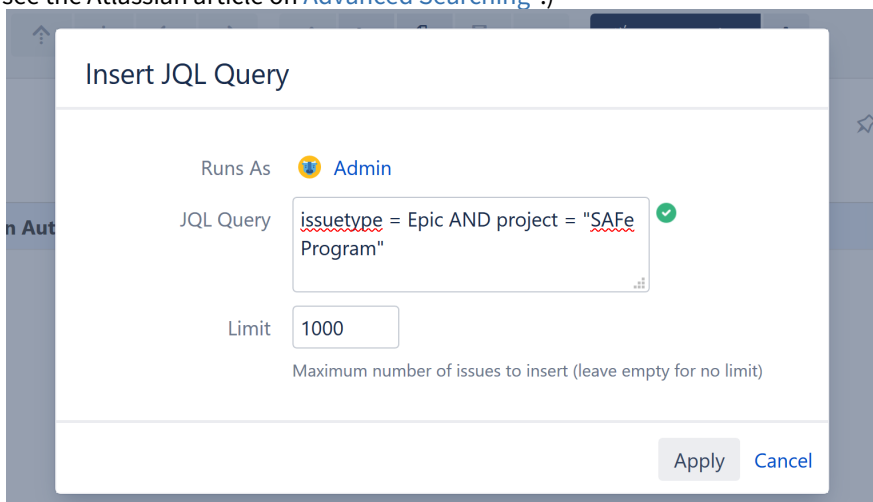 see the Atlassian article on Advanced Searching .)
Insert JQL Query
Runs As Admin
n Aut
JQL Query issuetype = Epic AND project = "SAFe
Program"
Limit 1000
Maximum number of issues to insert (leave empty for no limit)
Apply Cancel